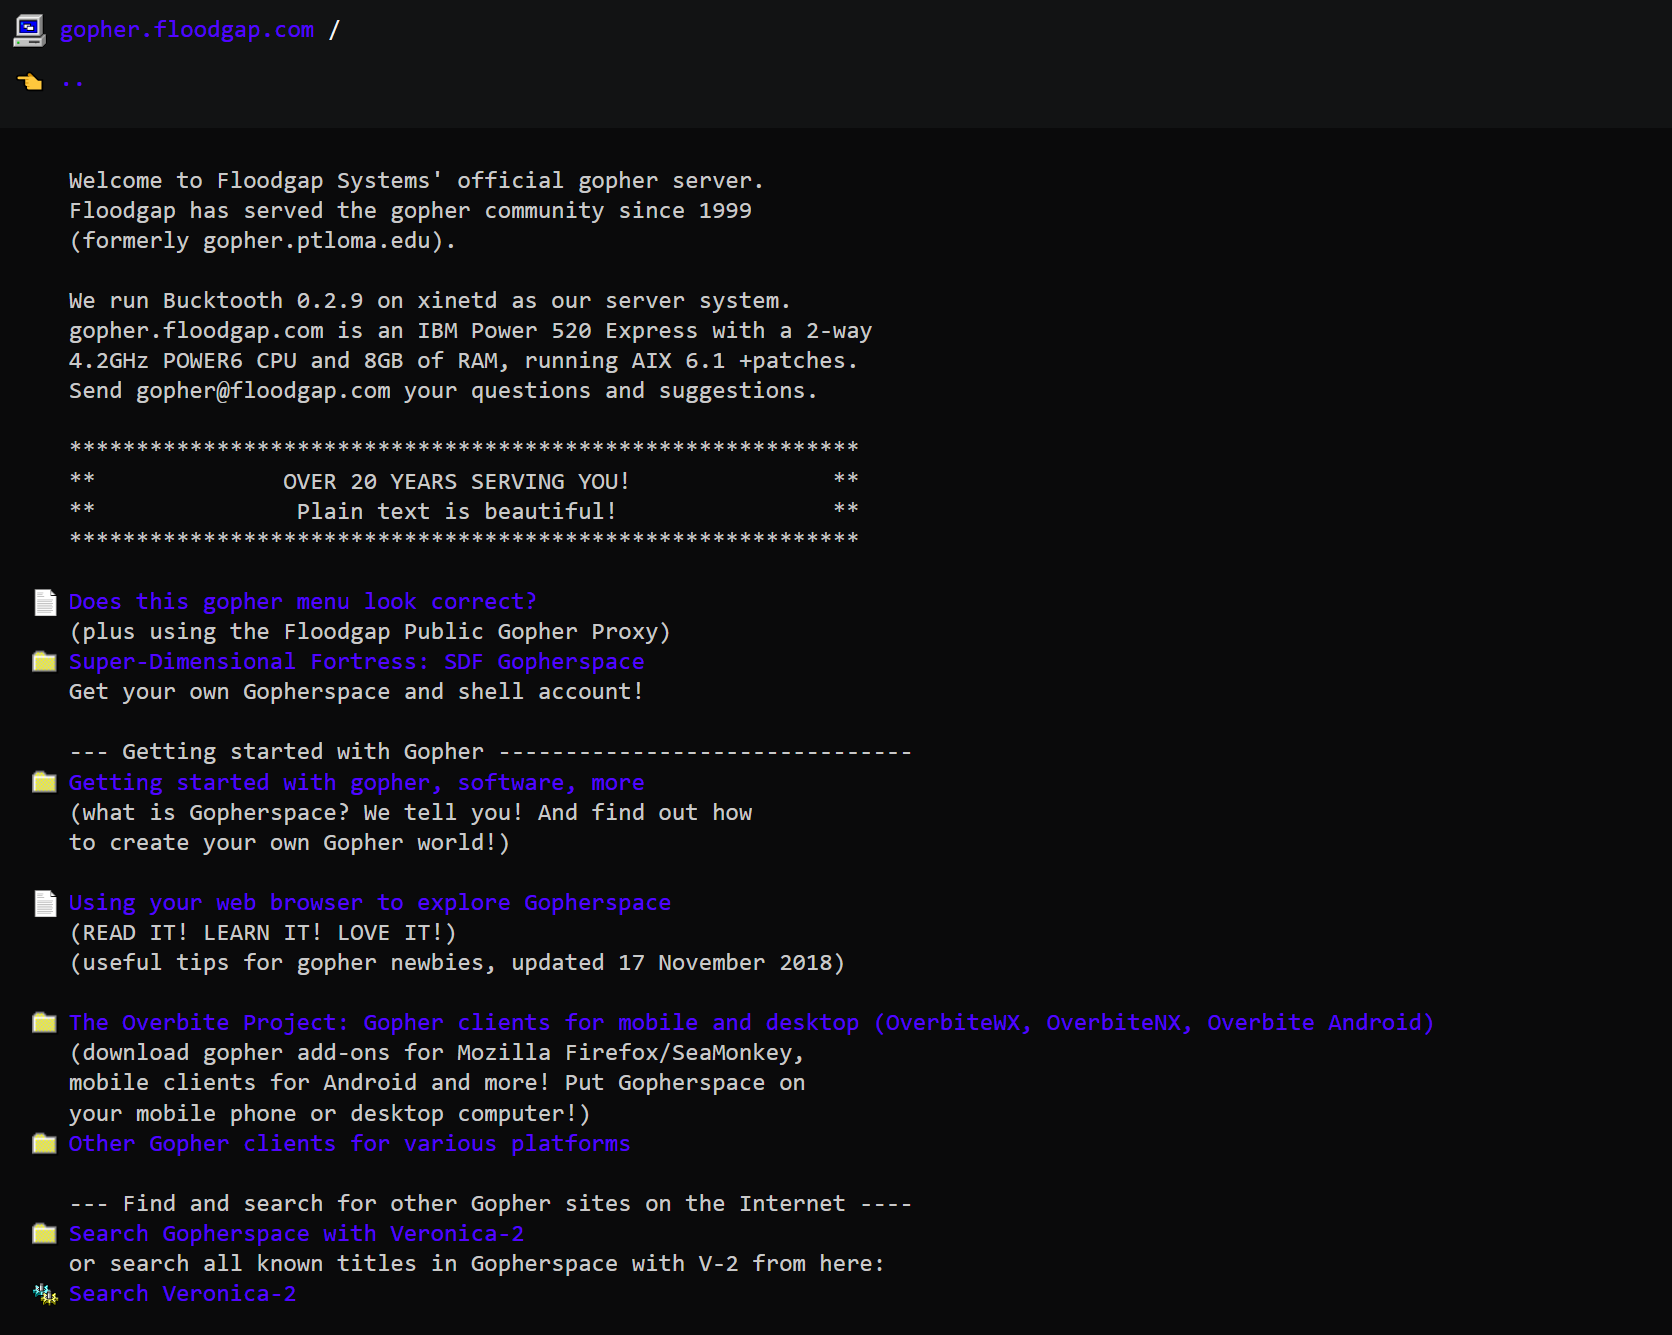 gopher.floodgap.com /
..
Welcome to Floodgap Systems' official gopher server.
Floodgap has served the gopher community since 1999
(formerly gopher.ptloma.edu).
We run Bucktooth 0.2.9 on xinetd as our server system.
gopher.floodgap.com is an IBM Power 520 Express with a 2-way
4.2GHz POWER6 CPU and 8GB of RAM, running AIX 6.1 +patches.
Send gopher@floodgap.com your questions and suggestions.
***********************************************************
**              OVER 20 YEARS SERVING YOU!               **
**               Plain text is beautiful!                **
***********************************************************
Does this gopher menu look correct?
(plus using the Floodgap Public Gopher Proxy)
Super-Dimensional Fortress: SDF Gopherspace
Get your own Gopherspace and shell account!
--- Getting started with Gopher -------------------------------
Getting started with gopher, software, more
(what is Gopherspace? We tell you! And find out how
to create your own Gopher world!)
Using your web browser to explore Gopherspace
(READ IT! LEARN IT! LOVE IT!)
(useful tips for gopher newbies, updated 17 November 2018)
The Overbite Project: Gopher clients for mobile and desktop (OverbiteWX, OverbiteNX, Overbite Android)
(download gopher add-ons for Mozilla Firefox/SeaMonkey,
mobile clients for Android and more! Put Gopherspace on
your mobile phone or desktop computer!)
Other Gopher clients for various platforms
--- Find and search for other Gopher sites on the Internet ----
Search Gopherspace with Veronica-2
or search all known titles in Gopherspace with V-2 from here:
Search Veronica-2